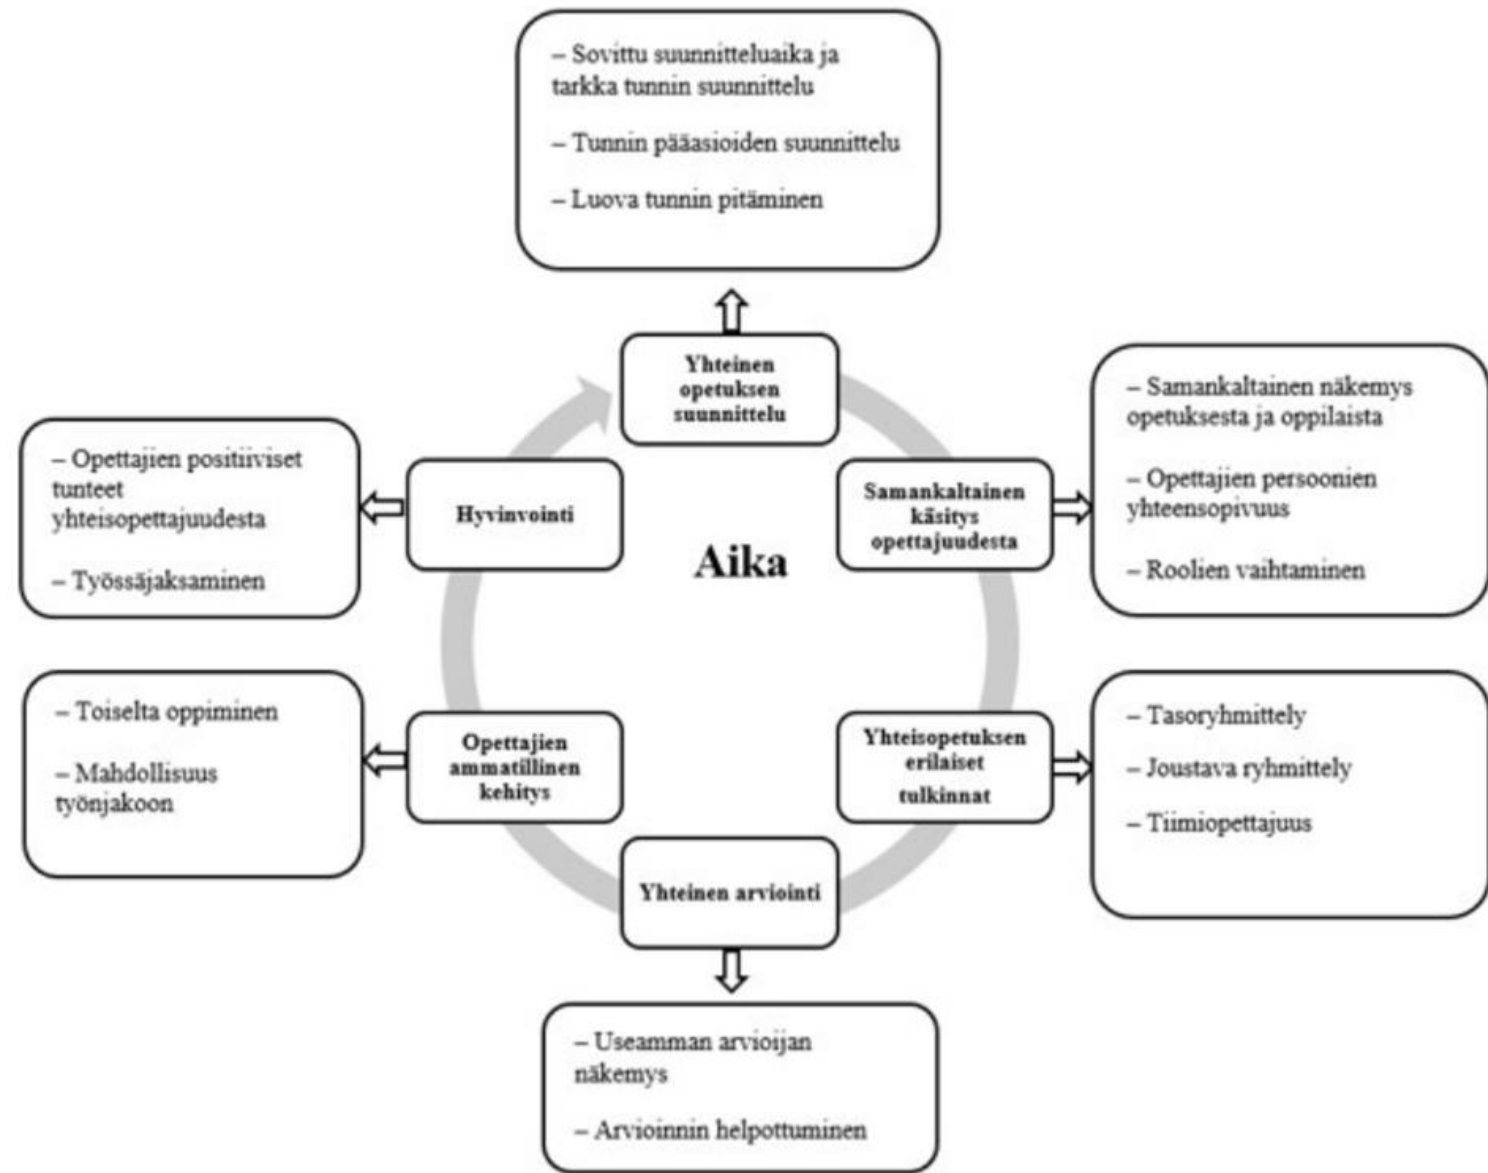 – Sovittu suunnitteluaika ja
tarkka tunnin suunnittelu
– Tunnin pääasioiden suunnittelu
– Luova tunnin pitäminen
Yhteinen
opetuksen
suunnittelu
– Samankaltainen näkemys
opetuksesta ja oppilaista
– Opettajien persoonien
yhteensopivuus
– Roolien vaihtaminen
Samankaltainen
käsitys
opettajuudesta
– Opettajien positiiviset
tunteet
yhteisopettajuudesta
– Työssäjaksaminen
Hyvinvointi
Aika
– Toiselta oppiminen
– Mahdollisuus
työnjakoon
Opettajien
ammatillinen
kehitys
Yhteisopetuksen
erilaiset
tulkinnat
– Tasoryhmittely
– Joustava ryhmittely
– Tiimiopettajuus
Yhteinen arviointi
– Useamman arvioijan
näkemys
– Arvioinnin helpottuminen